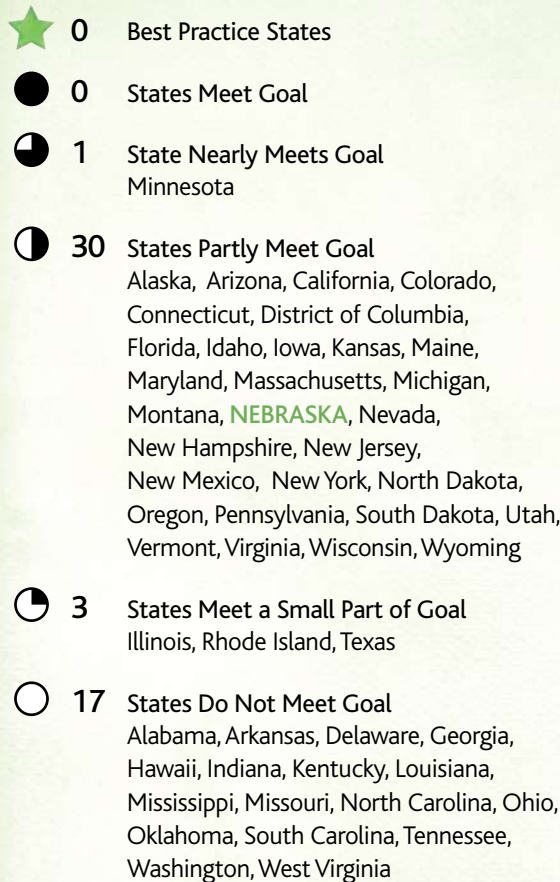 0 Best Practice States
0 States Meet Goal
1 State Nearly Meets Goal
Minnesota
30 States Partly Meet Goal
Alaska, Arizona, California, Colorado,
Connecticut, District of Columbia,
Florida, Idaho, Iowa, Kansas, Maine,
Maryland, Massachusetts, Michigan,
Montana, NEBRASKA, Nevada,
New Hampshire, New Jersey,
New Mexico, New York, North Dakota,
Oregon, Pennsylvania, South Dakota, Utah,
Vermont, Virginia, Wisconsin, Wyoming
3 States Meet a Small Part of Goal
Illinois, Rhode Island, Texas
17 States Do Not Meet Goal
Alabama, Arkansas, Delaware, Georgia,
Hawaii, Indiana, Kentucky, Louisiana,
Mississippi, Missouri, North Carolina, Ohio,
Oklahoma, South Carolina, Tennessee,
Washington, West Virginia